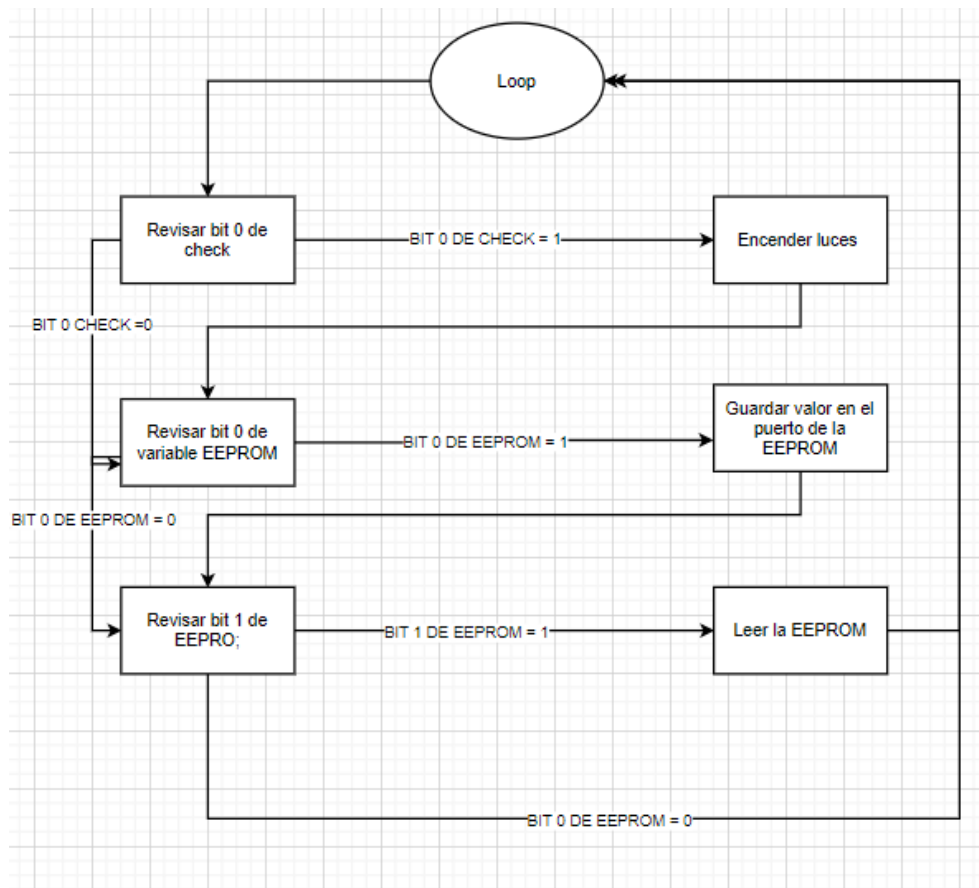 Loop
Revisar bit 0 de
check
BIT 0 DE CHECK = 1
Encender luces
BIT 0 CHECK =0
Revisar bit 0 de
variable EEPROM
BIT 0 DE EEPROM = 1
Guardar valor en el
puerto de la
EEPROM
BIT 0 DE EEPROM = 0
Revisar bit 1 de
EEPRO;
BIT 1 DE EEPROM = 1
Leer la EEPROM
BIT 0 DE EEPROM = 0